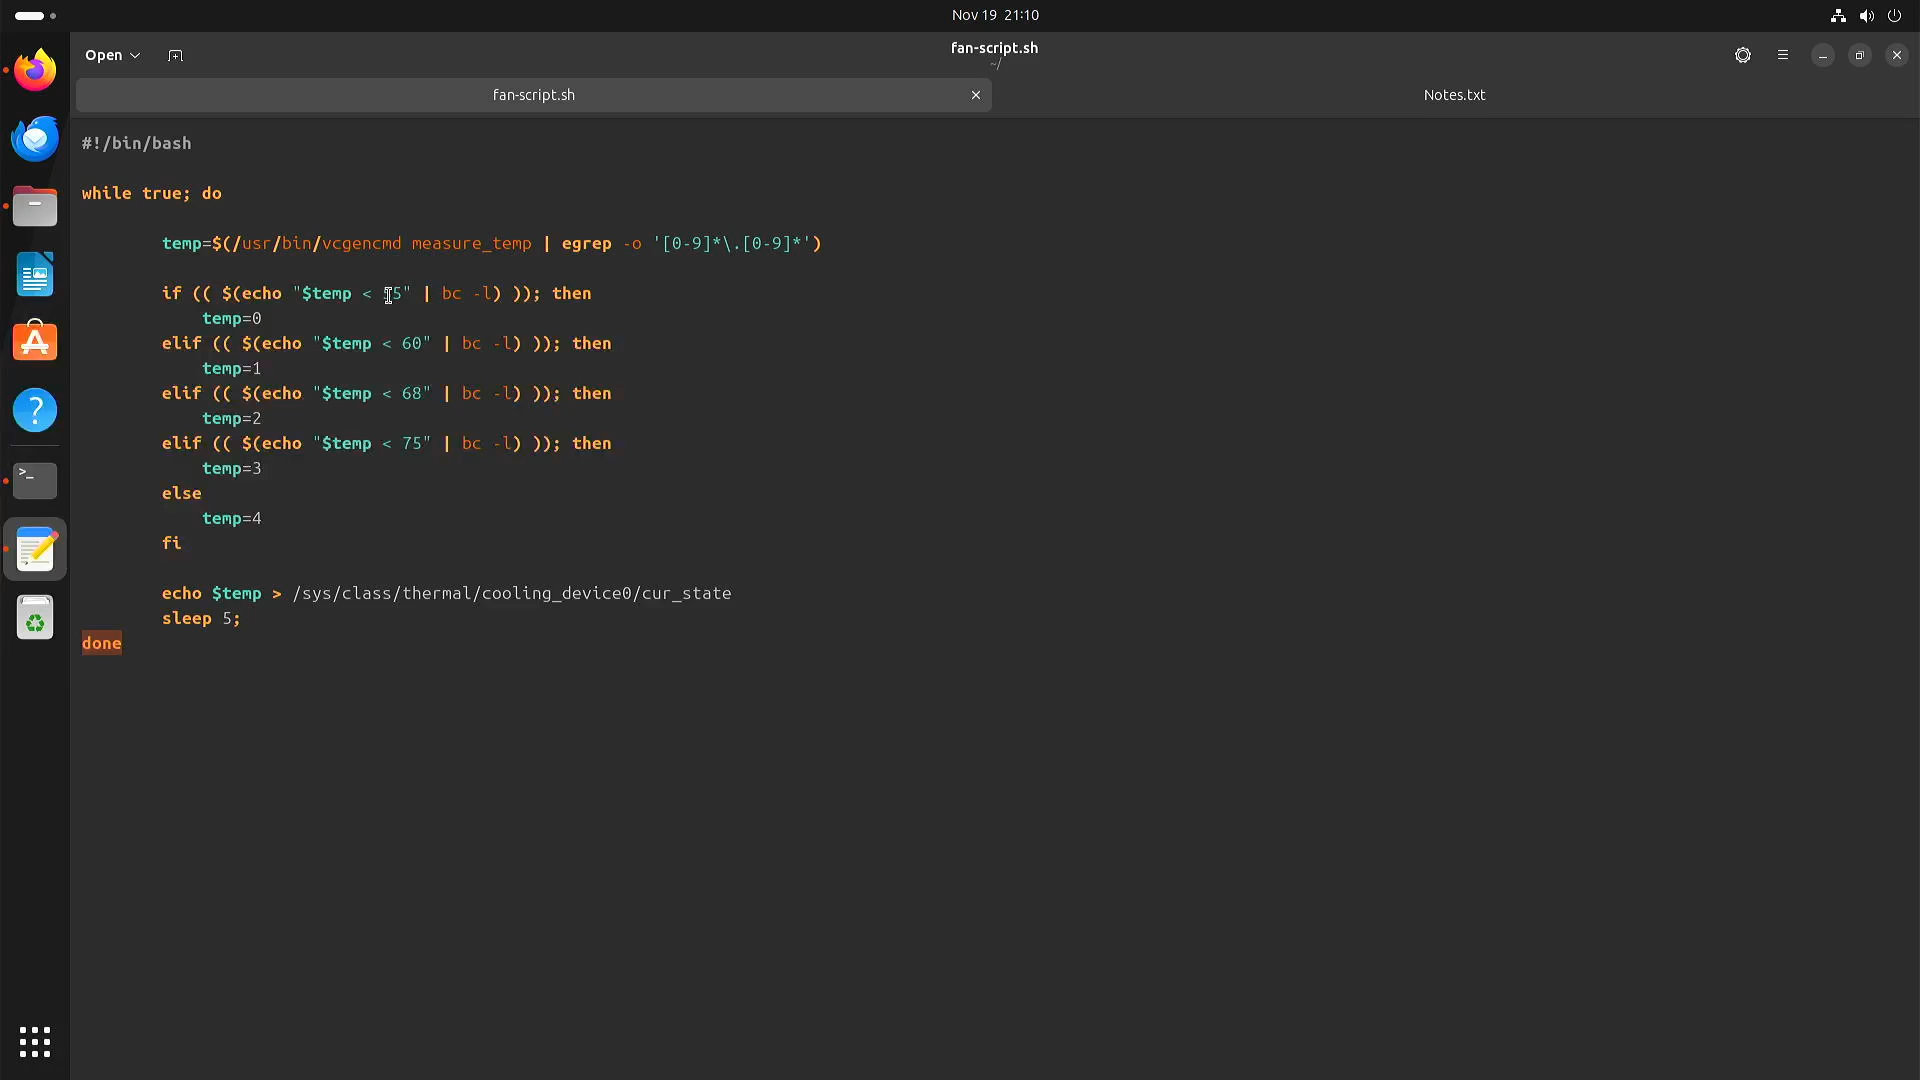 Nov 19 21:10
Open
fan-script.sh
~/
fan-script.sh
Notes.txt
#!/bin/bash
while true; do
temp=$(/usr/bin/vcgencmd measure_temp | egrep -o '[0-9]*\.[0-9]*')
if (( $(echo "$temp < 5" | bc -l) )); then
temp=0
elif (( $(echo "$temp < 60" | bc -l) )); then
temp=1
elif (( $(echo "$temp < 68" | bc -l) )); then
temp=2
elif (( $(echo "$temp < 75" | bc -l) )); then
temp=3
else
temp=4
fi
echo $temp > /sys/class/thermal/cooling_device0/cur_state
sleep 5;
done